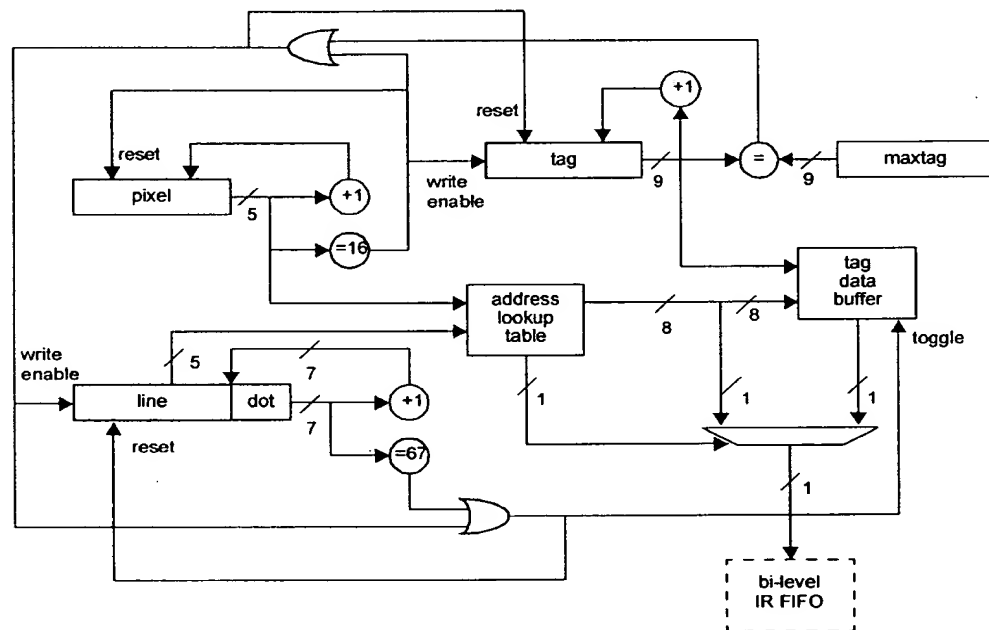 +1
reset
tag
=
maxtag
9
9
write
enable
reset
pixel
5
+1
=16
tag
data
buffer
toggle
address
lookup
table
8
8
write
enable
5
7
line
dot
7
+1
1
1
1
reset
=67
1
bi-level
IR FIFO